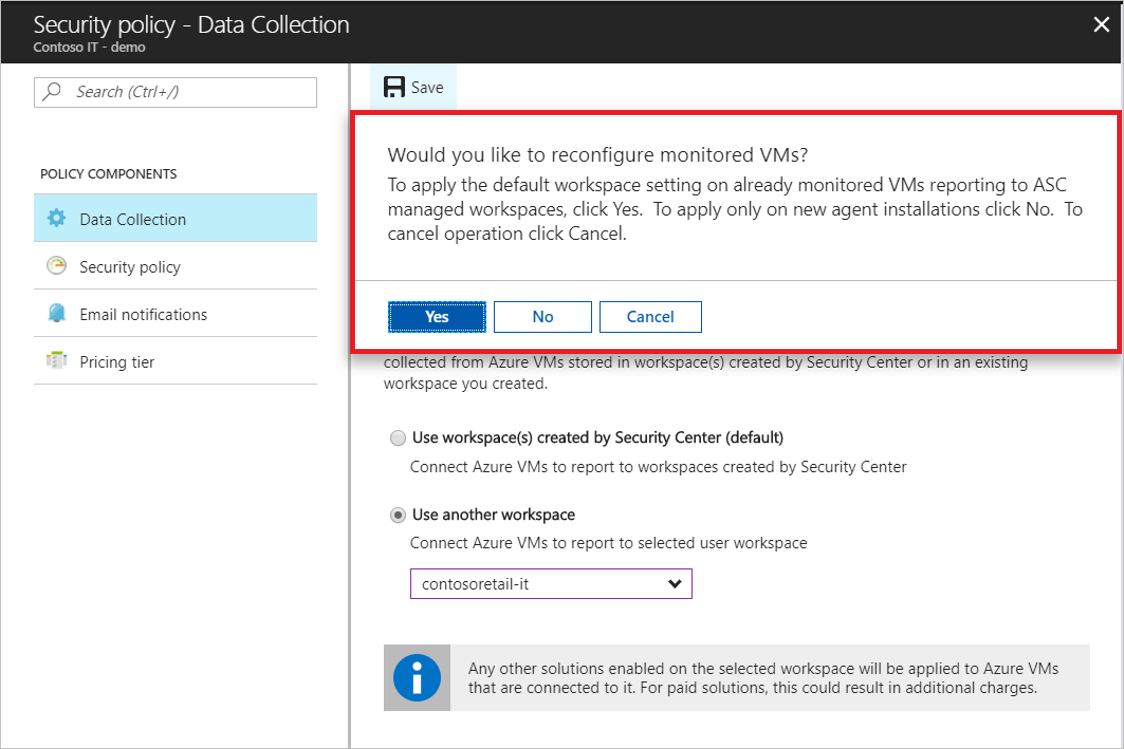 Security policy - Data Collection
Contoso IT - demo
Search (Ctrl+/)
POLICY COMPONENTS
Data Collection
Security policy
Email notifications
Pricing tier
Save
Would you like to reconfigure monitored VMs?
To apply the default workspace setting on already monitored VMs reporting to ASC
managed workspaces, click Yes.  To apply only on new agent installations click No.  To
cancel operation click Cancel.
Yes
No
Cancel
collected from Azure VMs stored in workspace(s) created by Security Center or in an existing
workspace you created.
Use workspace(s) created by Security Center (default)
Connect Azure VMs to report to workspaces created by Security Center
Use another workspace
Connect Azure VMs to report to selected user workspace
contosoretail-it
Any other solutions enabled on the selected workspace will be applied to Azure VMs
that are connected to it. For paid solutions, this could result in additional charges.